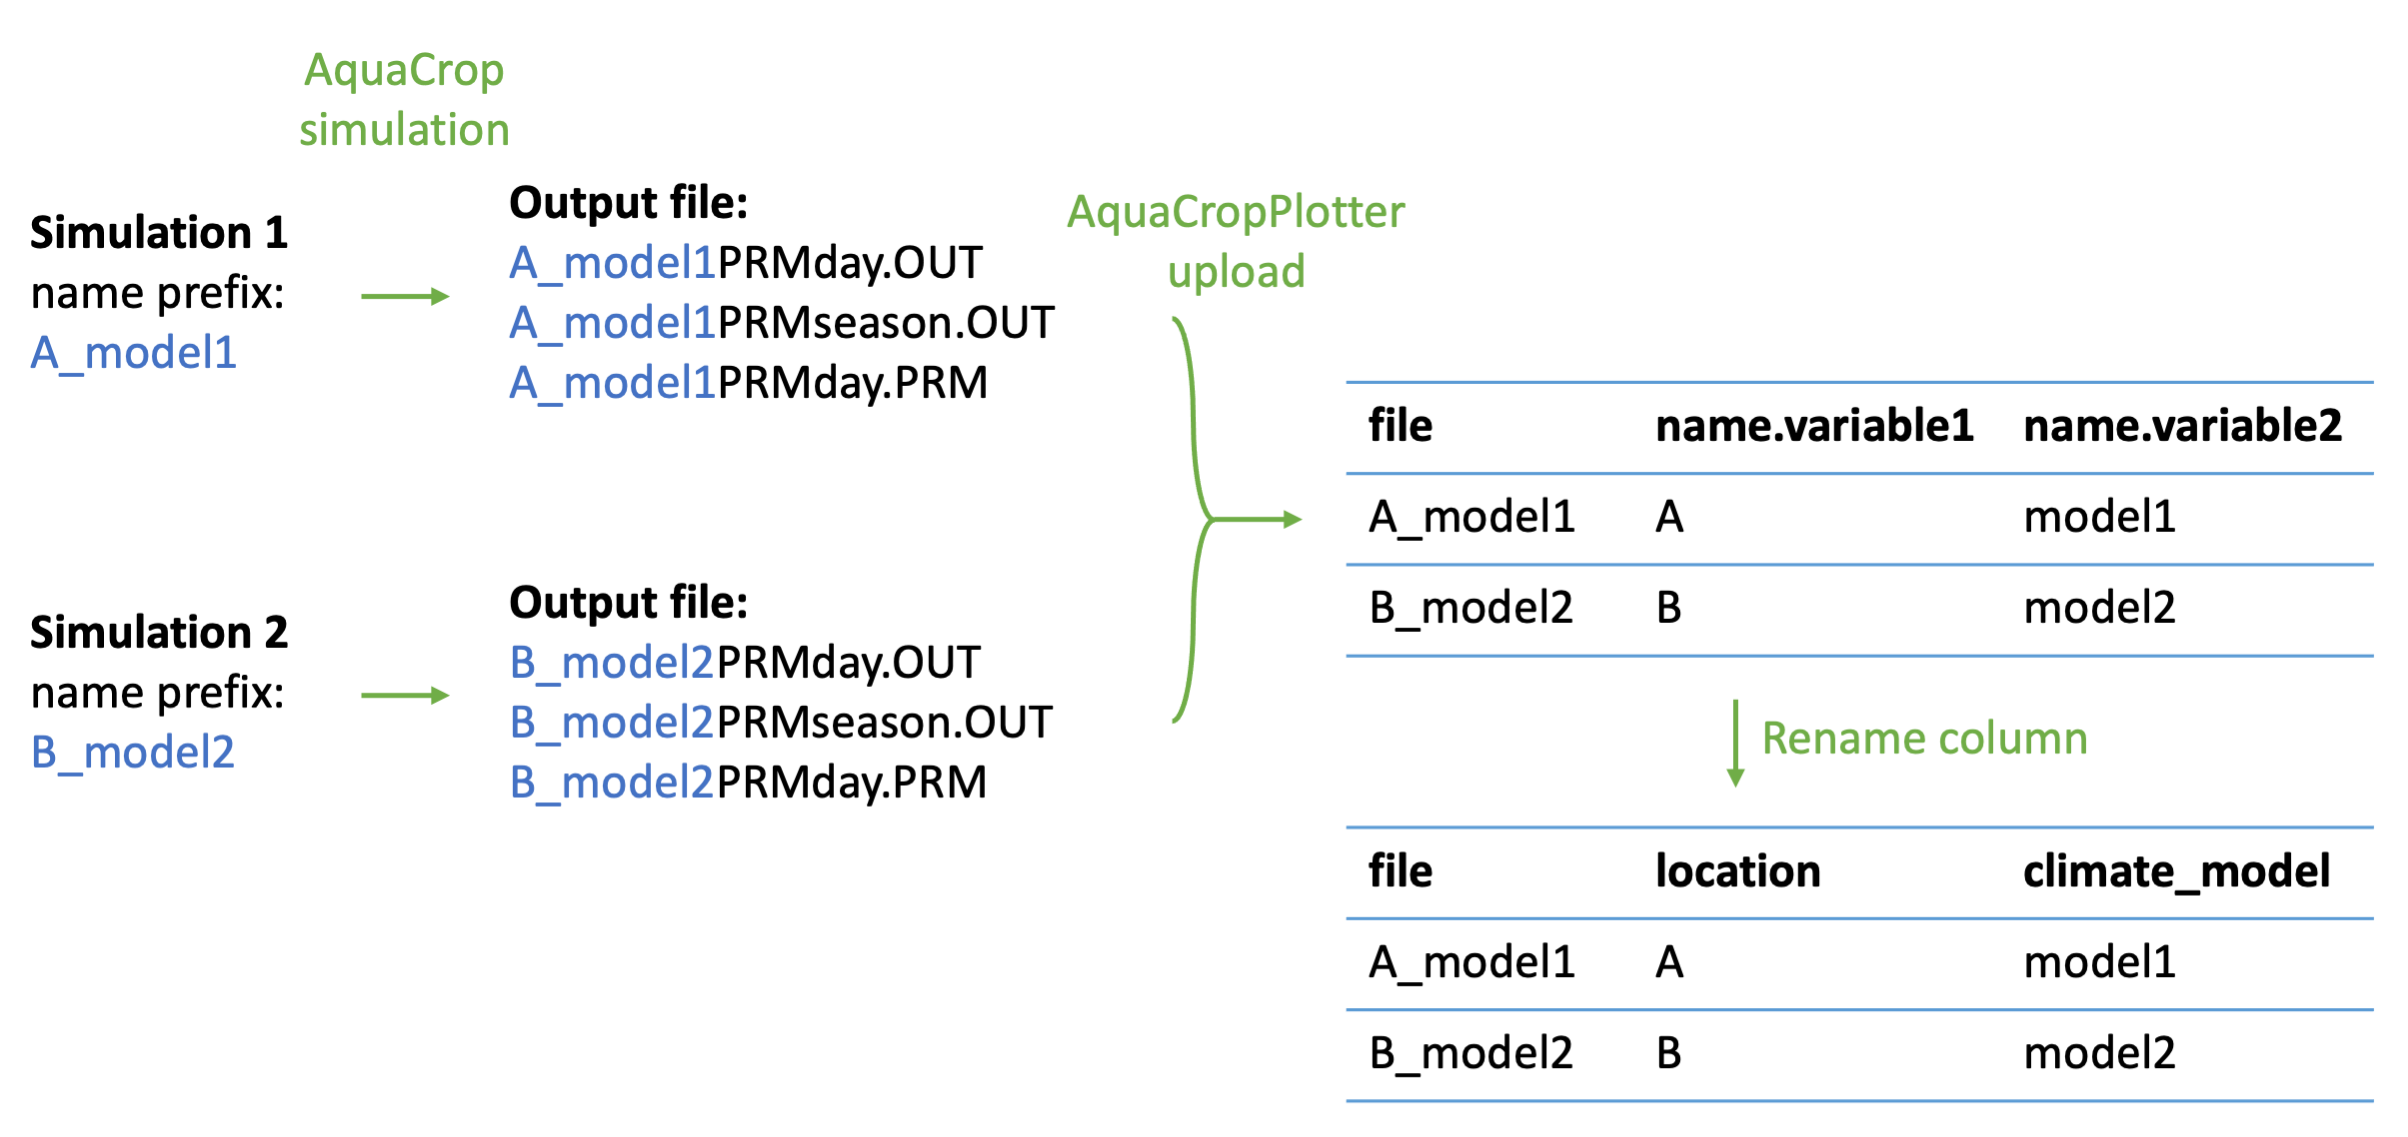 AquaCrop
simulation
Simulation 1
name prefix:
A_model1
Output file:
A_model1PRMday.OUT
A_model1PRMseason.OUT
A_model1PRMday.PRM
Simulation 2
name prefix:
B_model2
Output file:
B_model2PRMday.OUT
B_model2PRMseason.OUT
B_model2PRMday.PRM
AquaCropPlotter
upload
file name.variable1 name.variable2
A_model1 A model1
B_model2 B model2
Rename column
file location climate_model
A_model1 A model1
B_model2 B model2